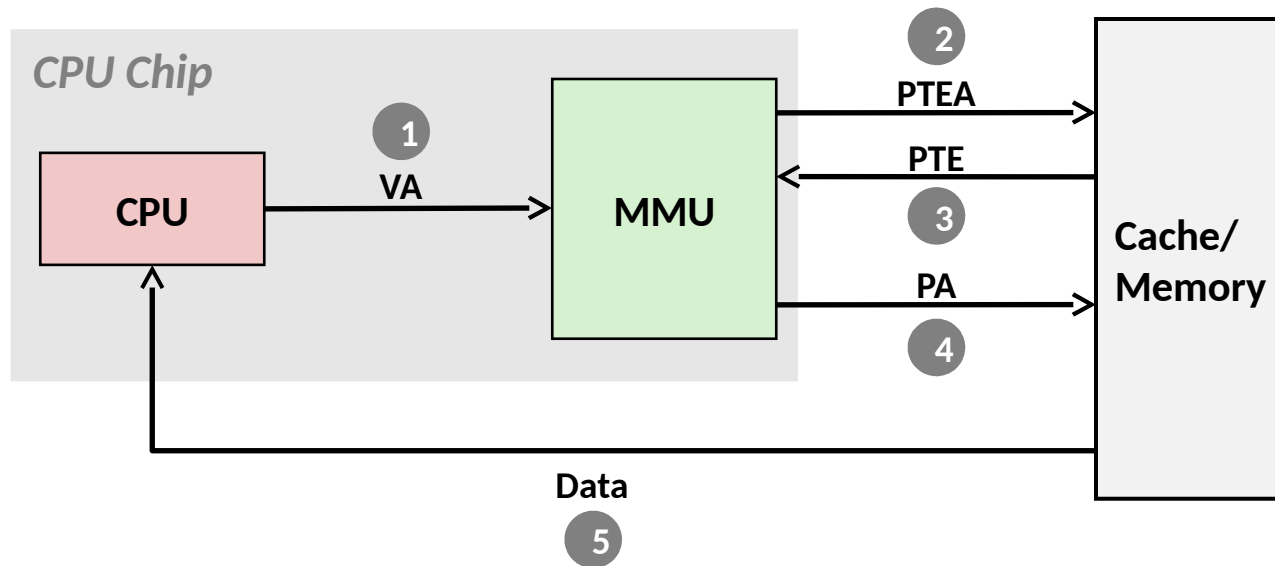 CPU Chip
2
PTEA
1
VA
PTE
CPU
MMU
3
Cache/
Memory
PA
4
Data
5